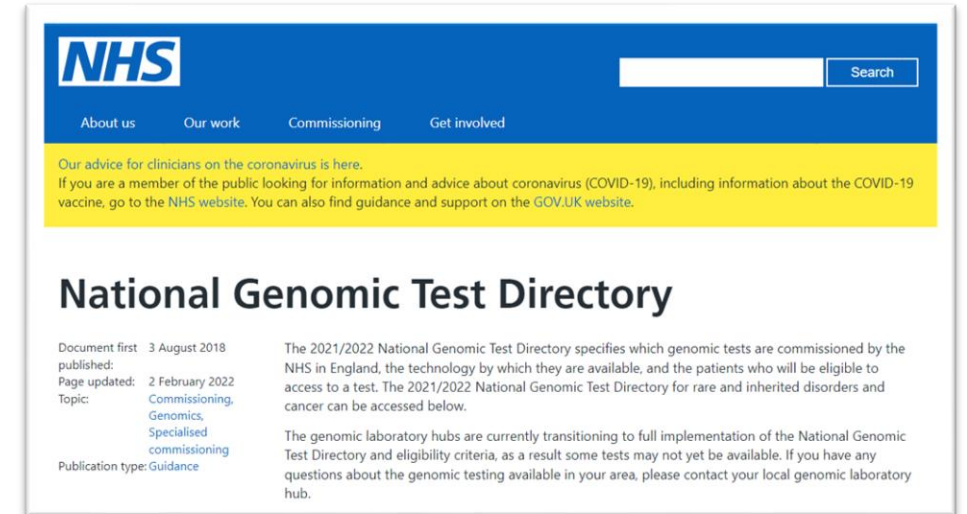 NHS
Search
About us Our work Commissioning Get involved
Our advice for clinicians on the coronavirus is here.
If you are a member of the public looking for information and advice about coronavirus (COVID-19), including information about the COVID-19
vaccine, go to the NHS website. You can also find guidance and support on the GOV.UK website.
National Genomic Test Directory
Document first published: 3 August 2018
Page updated: 2 February 2022
Topic: Commissioning,
Genomics,
Specialised
commissioning
Publication type: Guidance
The 2021/2022 National Genomic Test Directory specifies which genomic tests are commissioned by the
NHS in England, the technology by which they are available, and the patients who will be eligible to
access to a test. The 2021/2022 National Genomic Test Directory for rare and inherited disorders and
cancer can be accessed below.
The genomic laboratory hubs are currently transitioning to full implementation of the National Genomic
Test Directory and eligibility criteria, as a result some tests may not yet be available. If you have any
questions about the genomic testing available in your area, please contact your local genomic laboratory
hub.